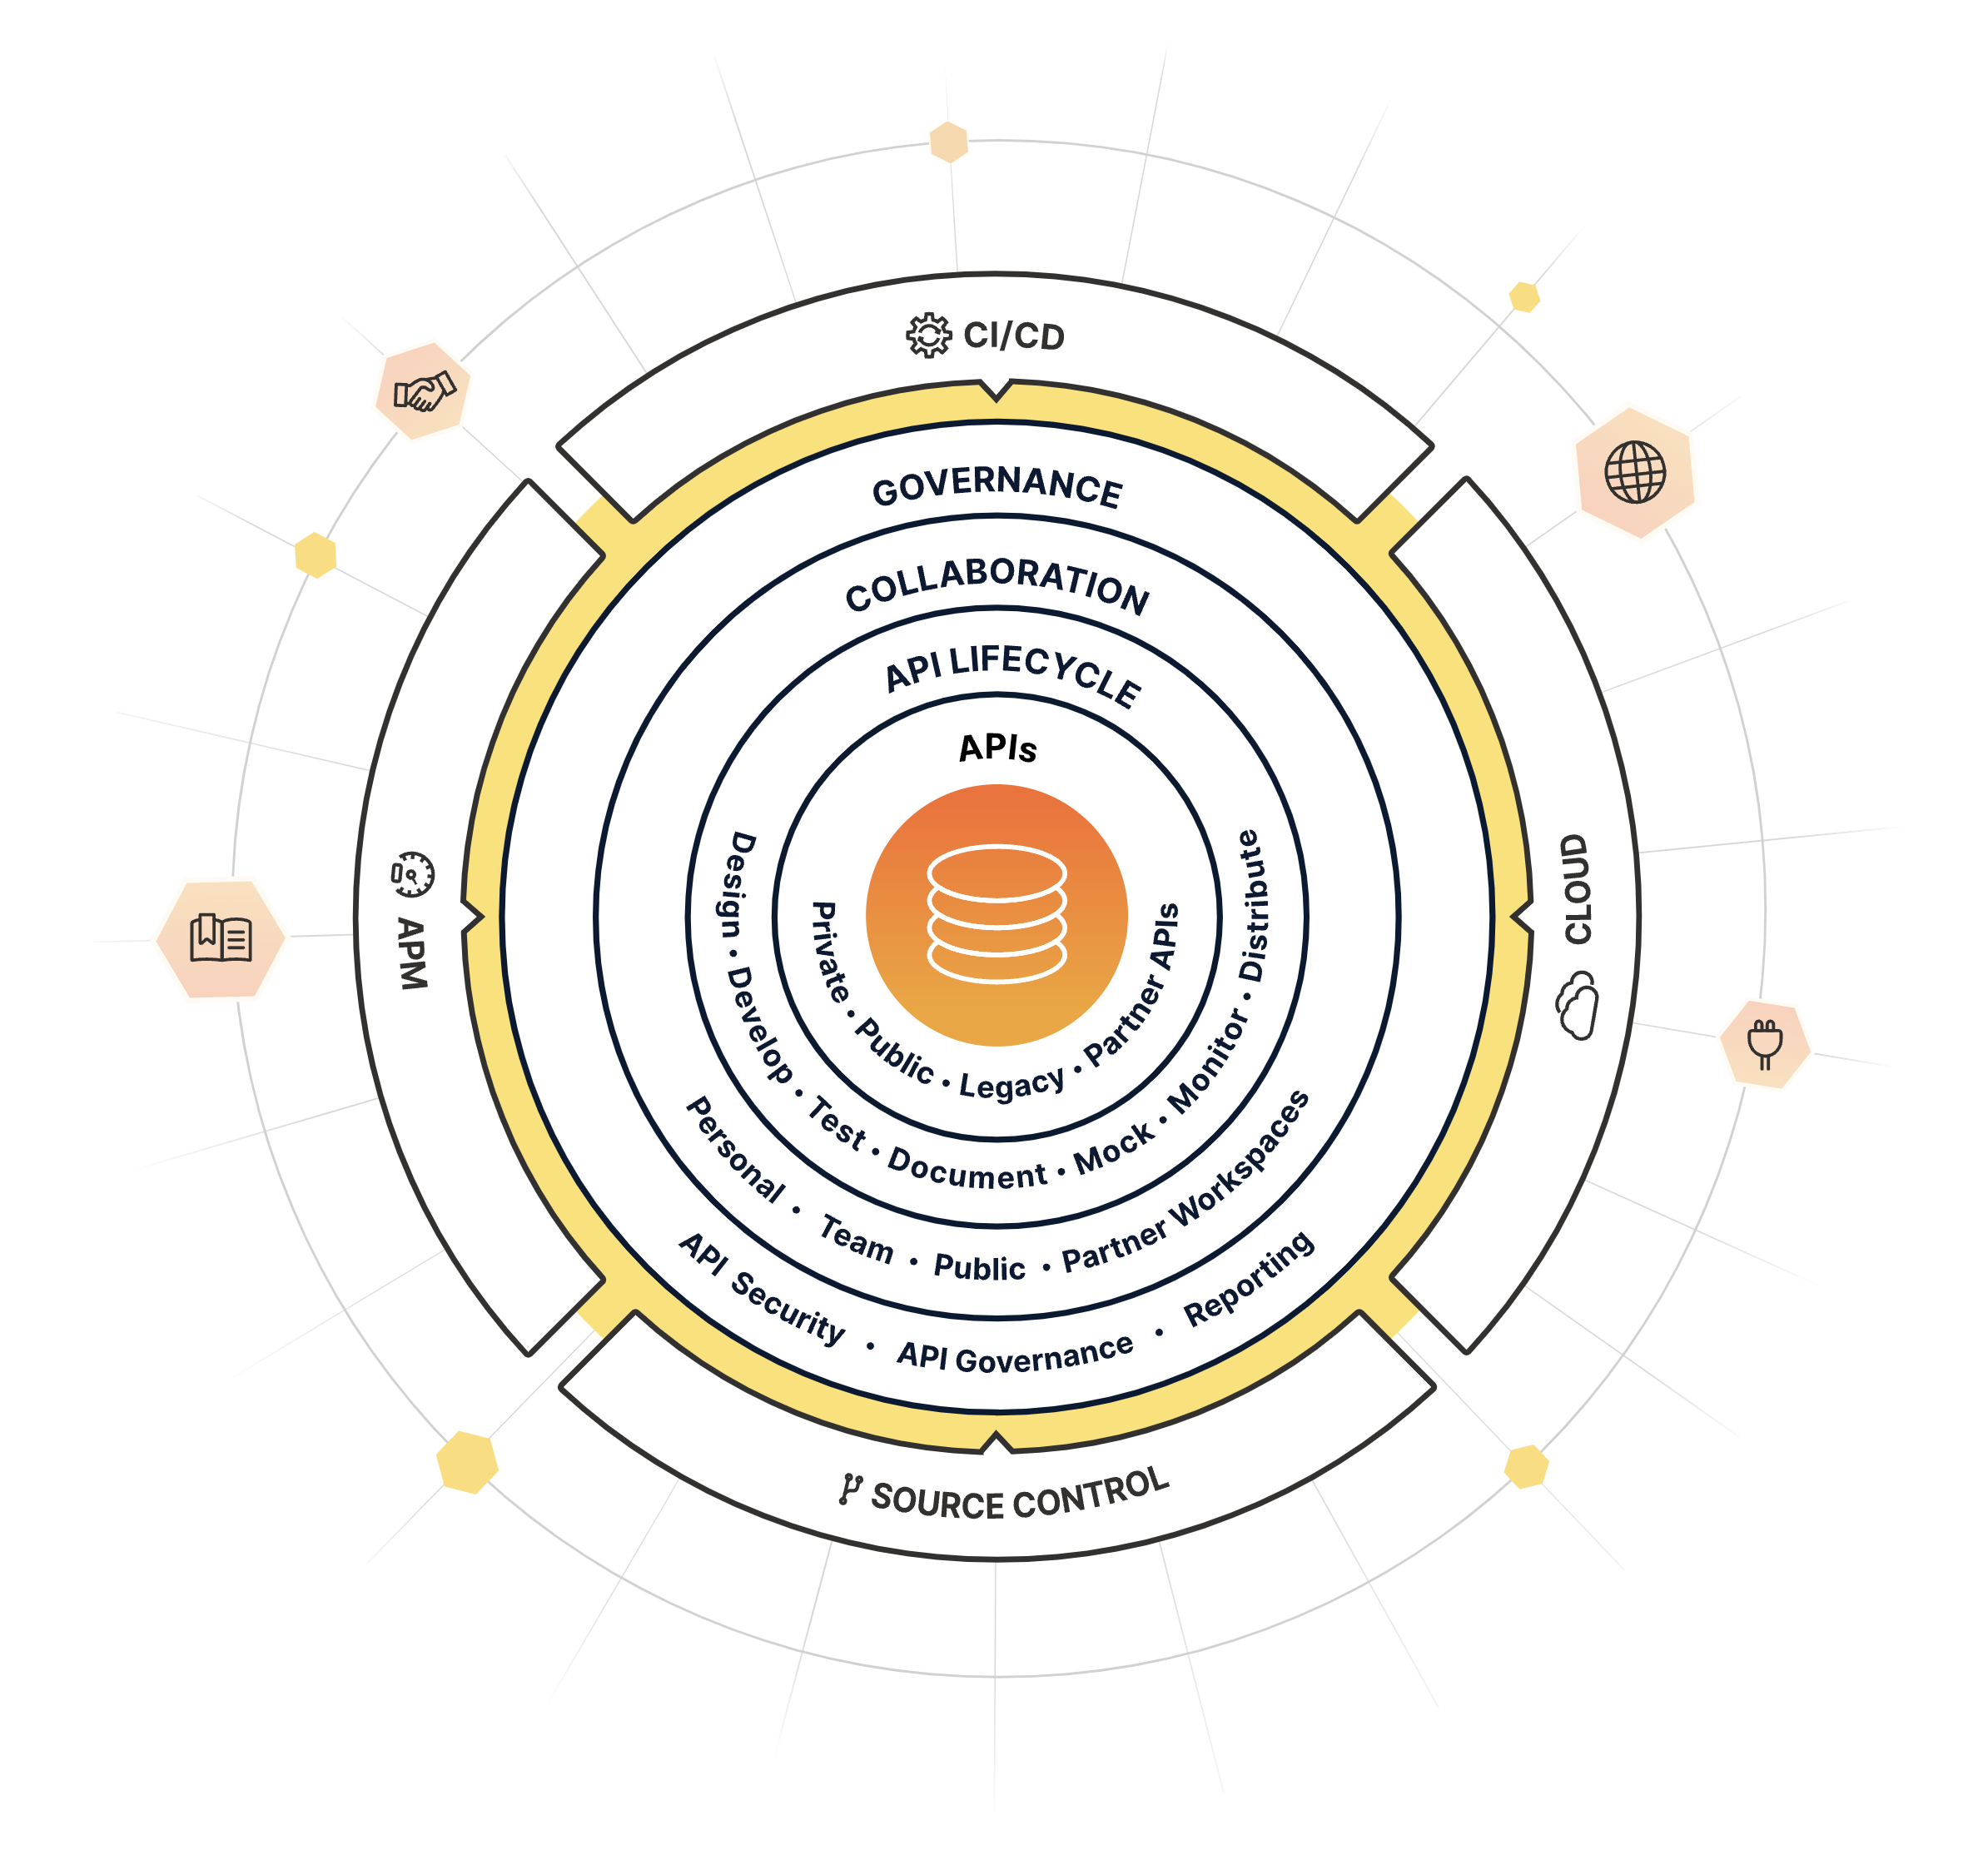 CI/CD
GOVERNANCE
COLLABORATION
API LIFECYCLE
APIs
Private • Public • Legacy • Partner APIs
Design • Develop • Test • Document • Mock • Monitor • Distribute
Personal • Team • Public • Partner Workspaces
API Security • API Governance • Reporting
APM
CLOUD
SOURCE CONTROL